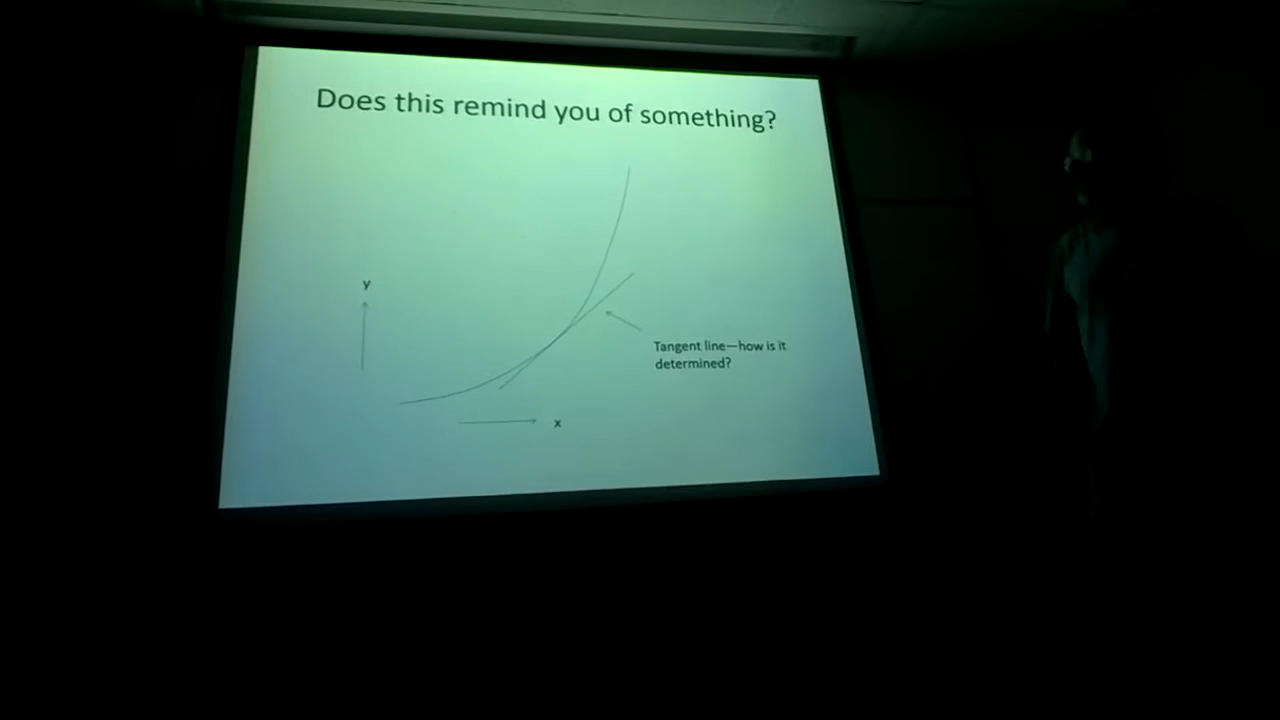 Does this remind you of something?
y
Tangent line—how is it
determined?
x